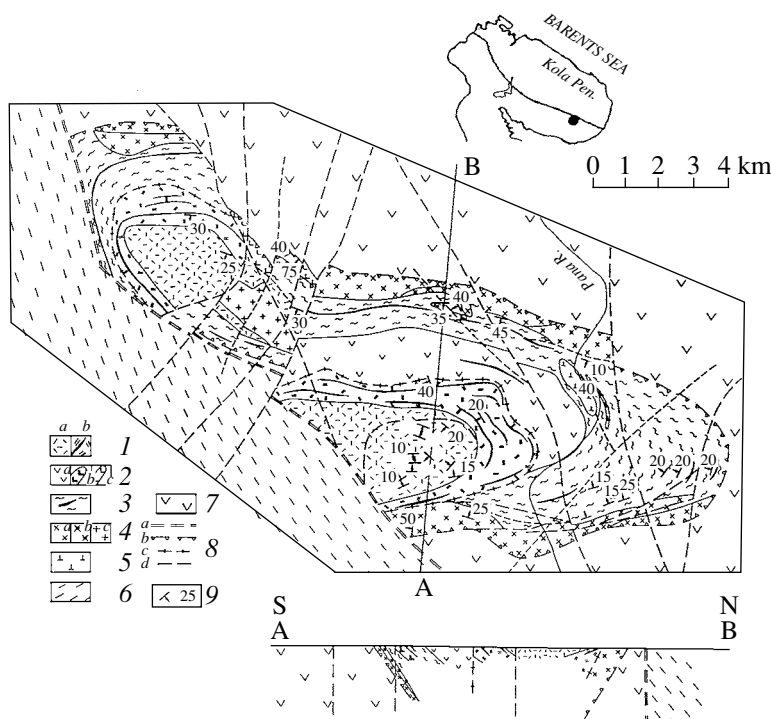 BARENTS SEA
Kola Pen.
0 1 2 3 4 km
B
Pana R
30
40
25 75
40
30 35 45
10
40 40
20
10 20
15 20 20 20
10 15 25
15
50 25
a b
1
a b c
2
3
7
a b c
4
a
b
c
d
8
5
6
25 9
A
S N
A B